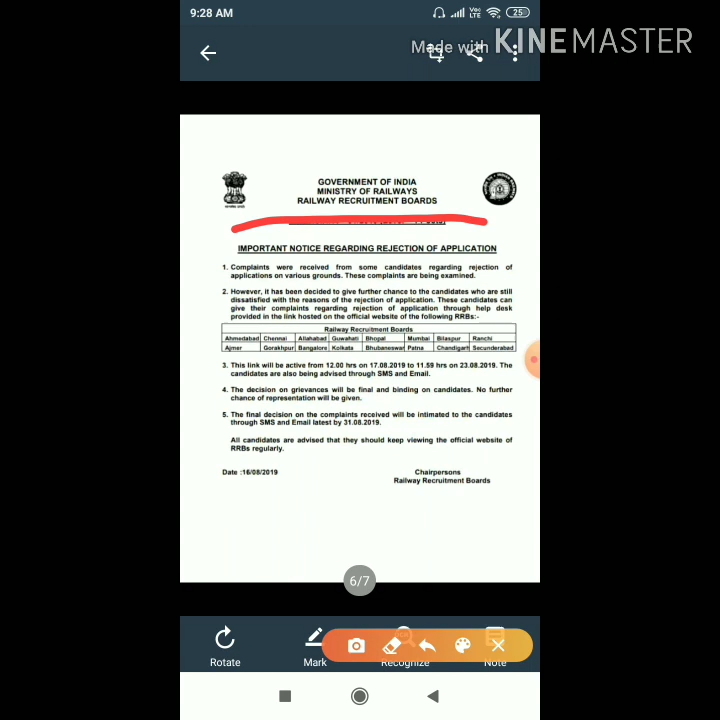 9:28 AM
Voo
LTE
25
Made with KINEMASTER
GOVERNMENT OF INDIA
MINISTRY OF RAILWAYS
RAILWAY RECRUITMENT BOARDS
IMPORTANT NOTICE REGARDING REJECTION OF APPLICATION
1. Complaints were received from some candidates regarding rejection of
applications on various grounds. These complaints are being examined.
2. However, it has been decided to give further chance to the candidates who are still
dissatisfied with the reasons of the rejection of application. These candidates can
give their complaints regarding rejection of application through help desk
provided in the link hosted on the official website of the following RRBs:-
Railway Recruitment Boards
Ahmedabad Chennai Allahabad Guwahati Bhopal Mumbai Bilaspur Ranchi
Ajmer Gorakhpur Bangalore Kolkata Bhubaneswar Patna Chandigarh Secunderabad
3. This link will be active from 12.00 hrs on 17.08.2019 to 11.59 hrs on 23.08.2019. The
candidates are also being advised through SMS and Email.
4. The decision on grievances will be final and binding on candidates. No further
chance of representation will be given.
5. The final decision on the complaints received will be intimated to the candidates
through SMS and Email latest by 31.08.2019.
All candidates are advised that they should keep viewing the official website of
RRBs regularly.
Date :16/08/2019
Chairpersons
Railway Recruitment Boards
6/7
Rotate Mark Recognize Note